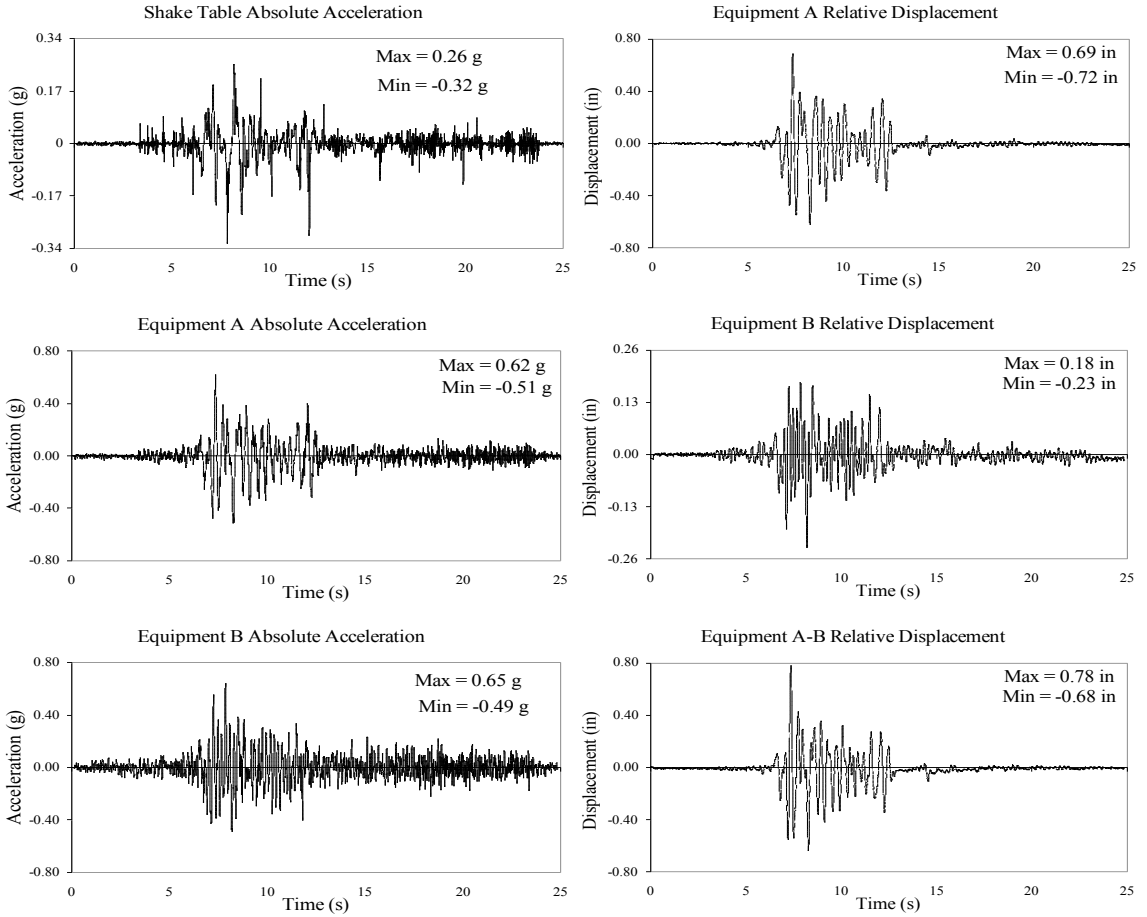 Shake Table Absolute Acceleration
Max = 0.26 g
Min = -0.32 g
Acceleration (g)
0.34
0.17
0
-0.17
-0.34
0 5 10 15 20 25
Time (s)
Equipment A Relative Displacement
Max = 0.69 in
Min = -0.72 in
Displacement (in)
0.80
0.40
0.00
-0.40
-0.80
0 5 10 15 20 25
Time (s)
Equipment A Absolute Acceleration
Max = 0.62 g
Min = -0.51 g
Acceleration (g)
0.80
0.40
0.00
-0.40
-0.80
0 5 10 15 20 25
Time (s)
Equipment B Relative Displacement
Max = 0.18 in
Min = -0.23 in
Displacement (in)
0.26
0.13
0.00
-0.13
-0.26
0 5 10 15 20 25
Time (s)
Equipment B Absolute Acceleration
Max = 0.65 g
Min = -0.49 g
Acceleration (g)
0.80
0.40
0.00
-0.40
-0.80
0 5 10 15 20 25
Time (s)
Equipment A-B Relative Displacement
Max = 0.78 in
Min = -0.68 in
Displacement (in)
0.80
0.40
0.00
-0.40
-0.80
0 5 10 15 20 25
Time (s)